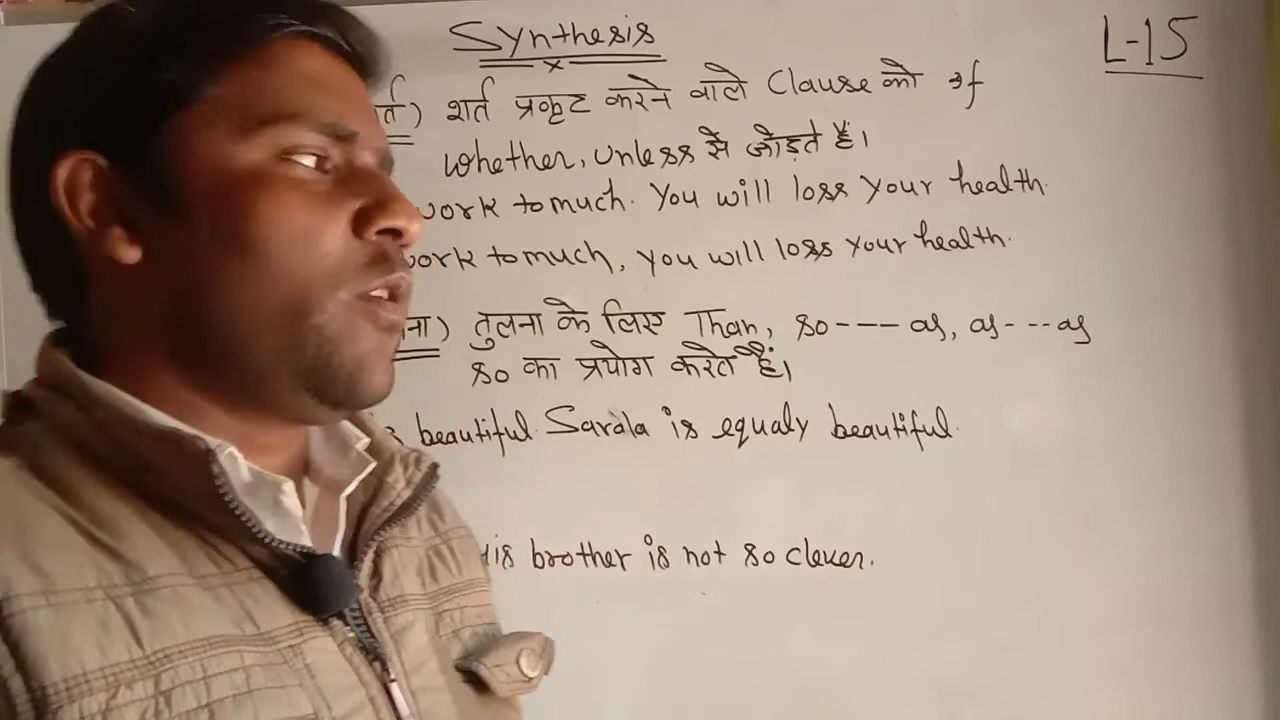 Synthesis
L-15
र्त) शर्त प्रकट करने वाले Clause को If
whether, unless से जोड़ते हैं।
work to much. You will loss your health.
work to much, you will loss your health.
ना) तुलना के लिए Than, so---as, as---as
so का प्रयोग करते हैं।
is beautiful. Sarala is equaly beautiful.
His brother is not so clever.